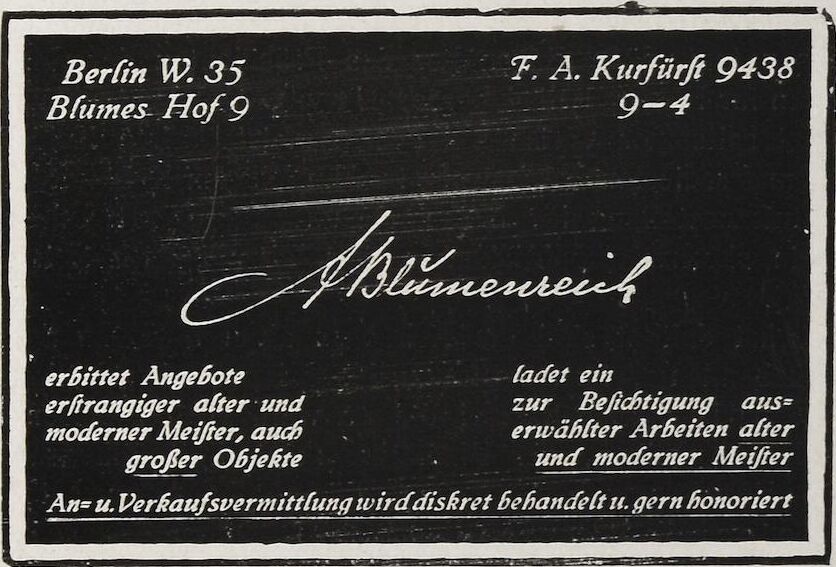 Berlin W. 35
Blumes Hof 9
F. A. Kurfürſt 9438
9–4
A Blumenreich
erbittet Angebote
erſtrangiger alter und
moderner Meiſter, auch
großer Objekte
ladet ein
zur Beſichtigung aus=
erwählter Arbeiten alter
und moderner Meiſter
An= u. Verkaufsvermittlung wird diskret behandelt u. gern honoriert